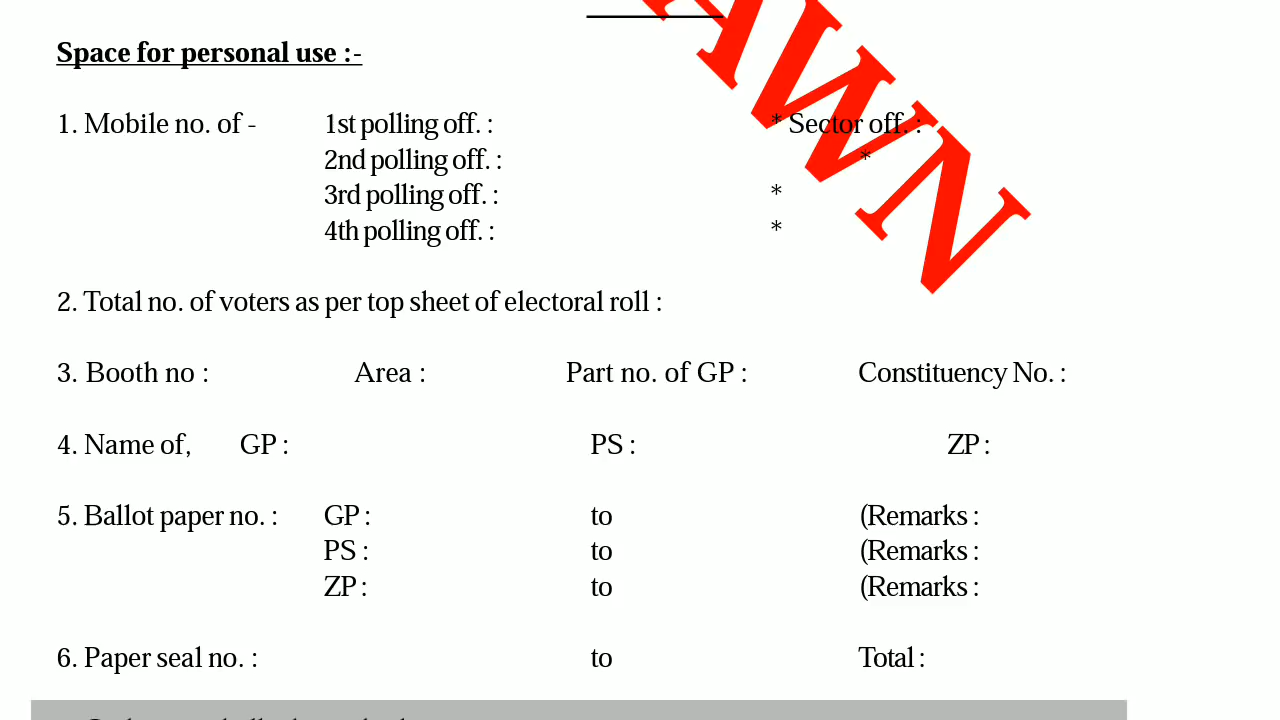 AWN
Space for personal use :-
1. Mobile no. of - 1st polling off. : * Sector off. :
2nd polling off. : *
3rd polling off. : *
4th polling off. : *
2. Total no. of voters as per top sheet of electoral roll :
3. Booth no : Area : Part no. of GP : Constituency No. :
4. Name of, GP : PS : ZP :
5. Ballot paper no. : GP : to (Remarks :
PS : to (Remarks :
ZP : to (Remarks :
6. Paper seal no. : to Total :